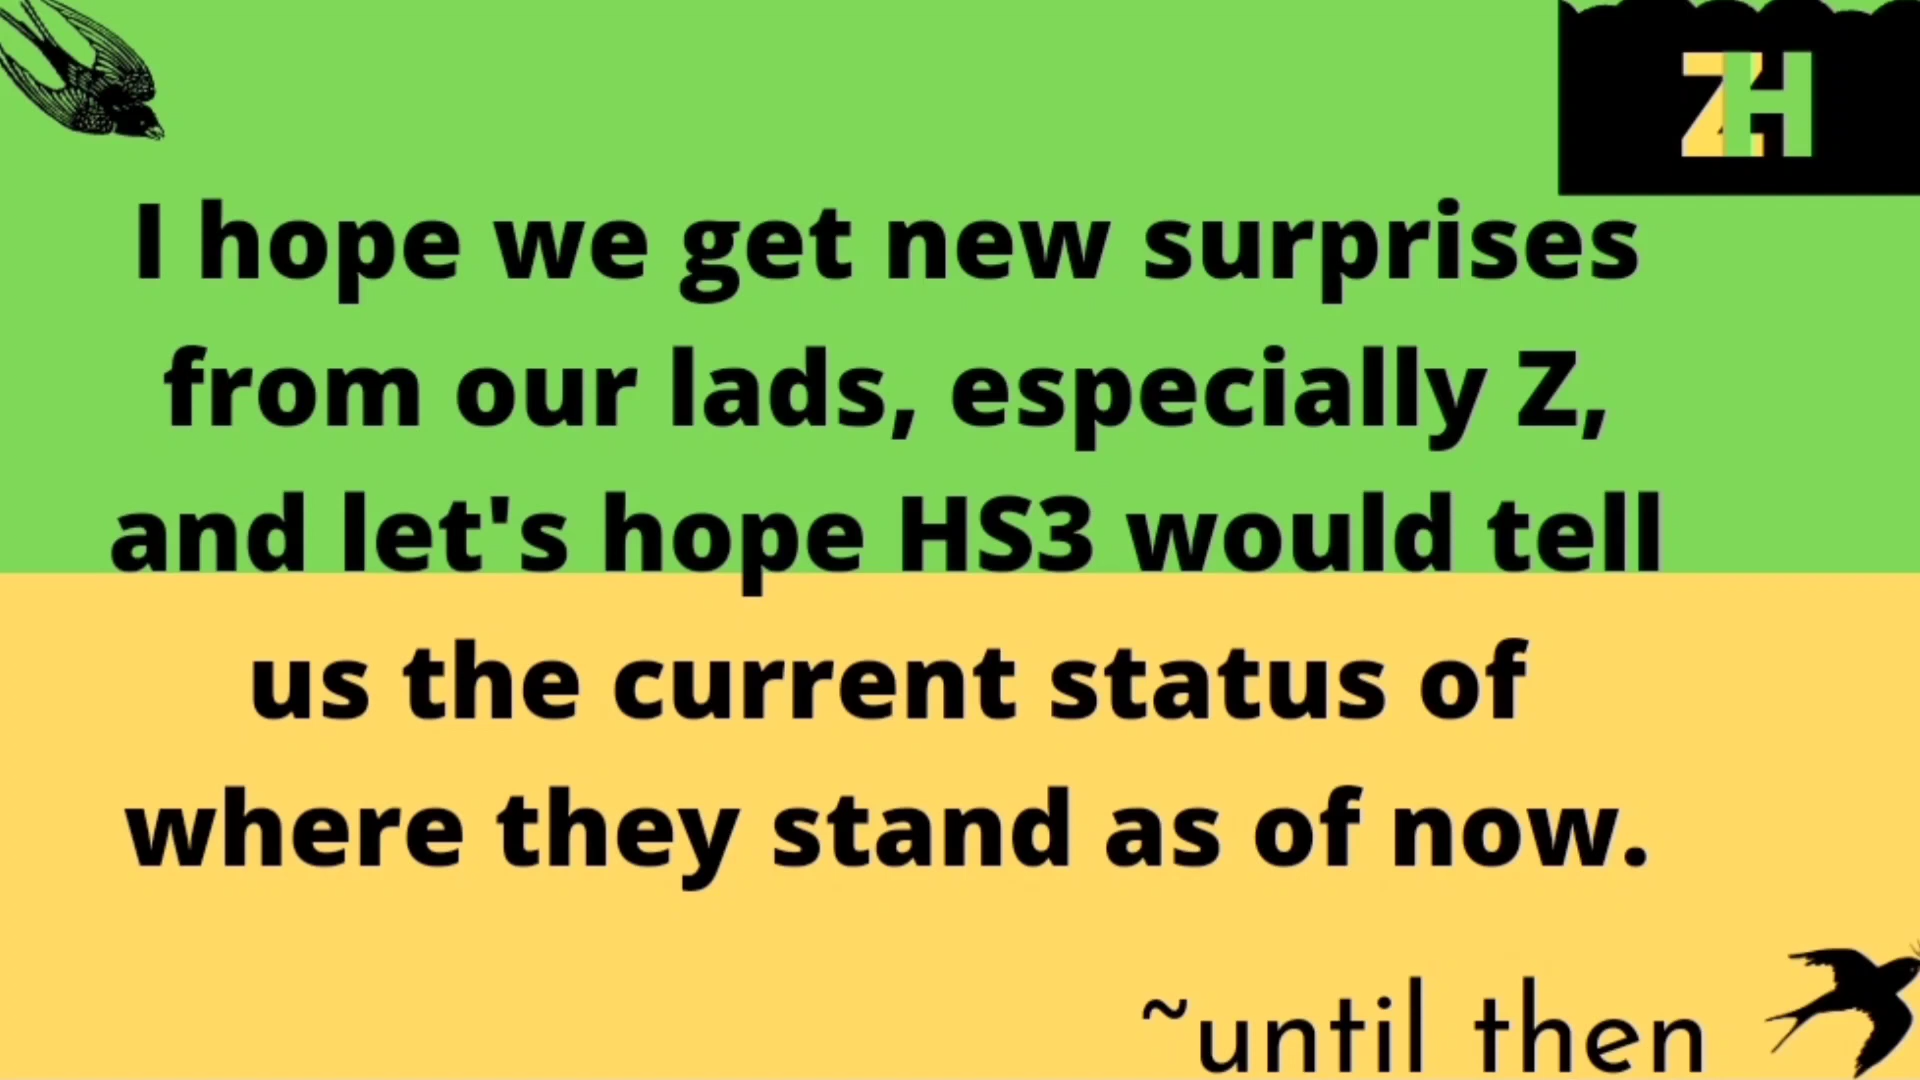 ZH
I hope we get new surprises
from our lads, especially Z,
and let's hope HS3 would tell
us the current status of
where they stand as of now.
~until then